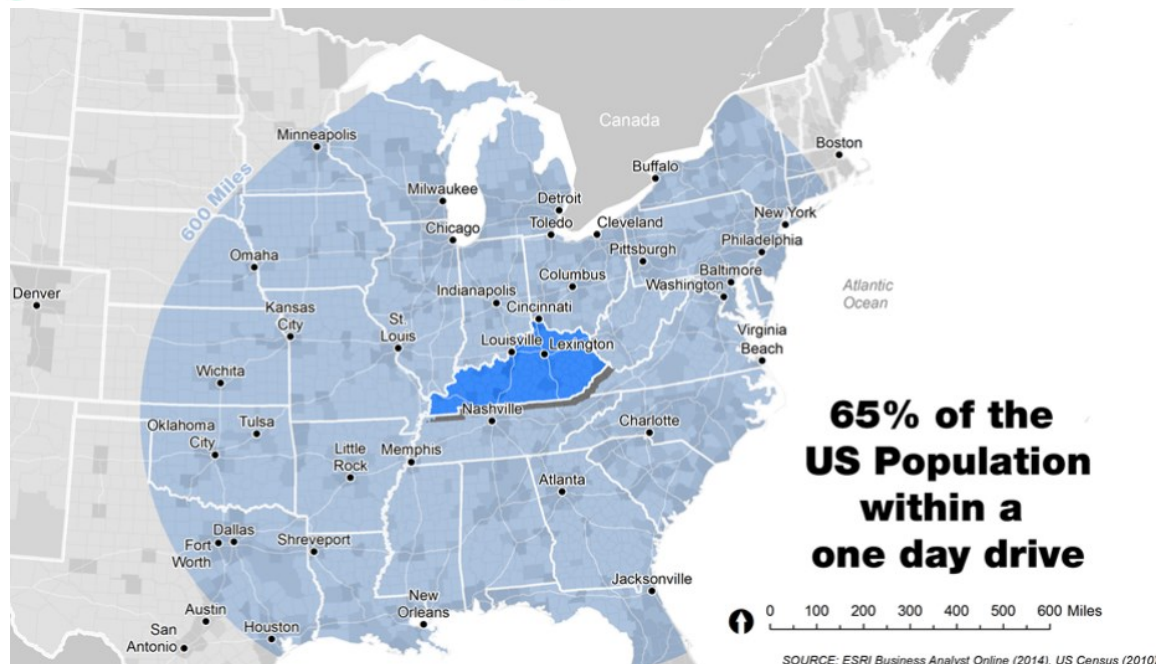 Canada
Minneapolis
Boston
Buffalo
600 Miles
Milwaukee
Detroit
New York
Chicago
Toledo
Cleveland
Pittsburgh
Philadelphia
Omaha
Columbus
Baltimore
Washington
Denver
Indianapolis
Cincinnati
Atlantic
Ocean
Kansas
City
St.
Louis
Louisville
Lexington
Virginia
Beach
Wichita
Nashville
Oklahoma
City
Tulsa
Charlotte
Little
Rock
Memphis
Atlanta
65% of the
US Population
within a
one day drive
Dallas
Fort
Worth
Shreveport
Jacksonville
New
Orleans
Austin
San
Antonio
Houston
0 100 200 300 400 500 600 Miles
SOURCE: ESRI Business Analyst Online (2014), US Census (2010)